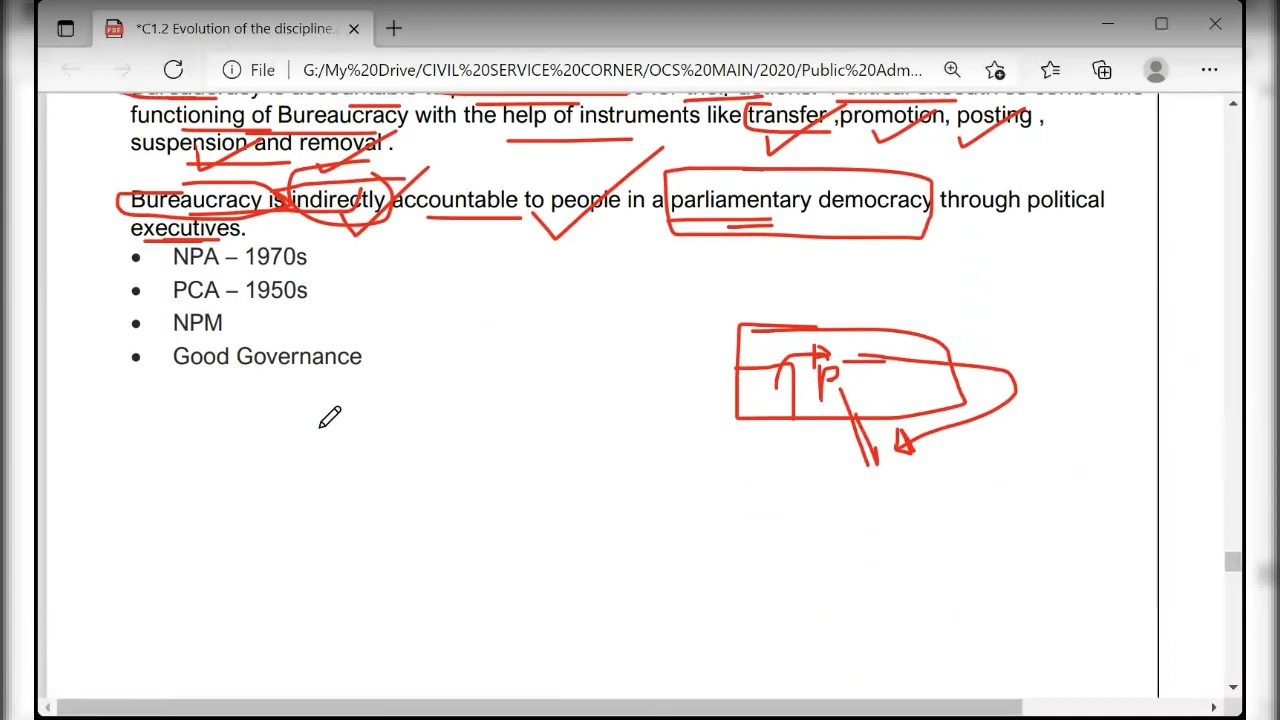 *C1.2 Evolution of the discipline.
File G:/My%20Drive/CIVIL%20SERVICE%20CORNER/OCS%20MAIN/2020/Public%20Adm...
functioning of Bureaucracy with the help of instruments like transfer ,promotion, posting ,
suspension and removal .
Bureaucracy is indirectly accountable to people in a parliamentary democracy through political
executives.
• NPA – 1970s
• PCA – 1950s
• NPM
• Good Governance
P